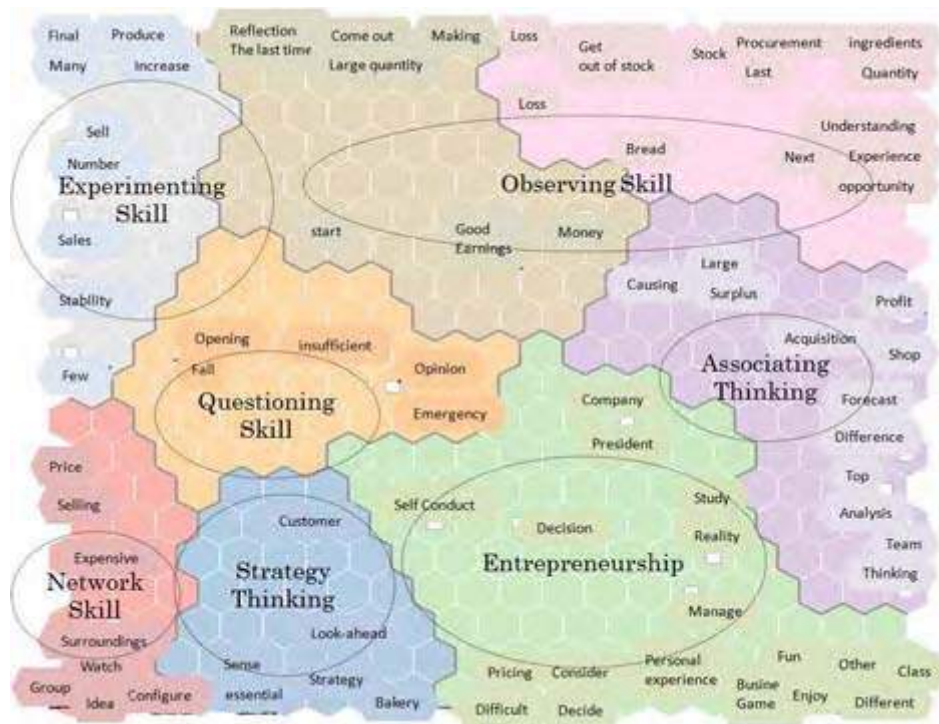 Final
Produce
Many
Increase
Reflection
The last time
Come out
Making
Large quantity
Loss
Get
out of stock
Stock
Procurement
Last
ingredients
Quantity
Loss
Sell
Number
Experimenting
Skill
Sales
Stability
Few
Bread
Understanding
Next
Experience
opportunity
Observing Skill
start
Good
Earnings
Money
Large
Causing
Surplus
Profit
Acquisition
Shop
Associating
Thinking
Forecast
Difference
Top
Analysis
Team
Thinking
Opening
insufficient
Fall
Opinion
Questioning
Skill
Emergency
Company
President
Price
Selling
Customer
Self Conduct
Decision
Study
Reality
Expensive
Network
Skill
Strategy
Thinking
Entrepreneurship
Manage
Surroundings
Look-ahead
Watch
Group
Idea
Configure
Sense
essential
Strategy
Bakery
Pricing
Consider
Personal
experience
Fun
Other
Class
Difficult
Decide
Busine
Game
Enjoy
Different